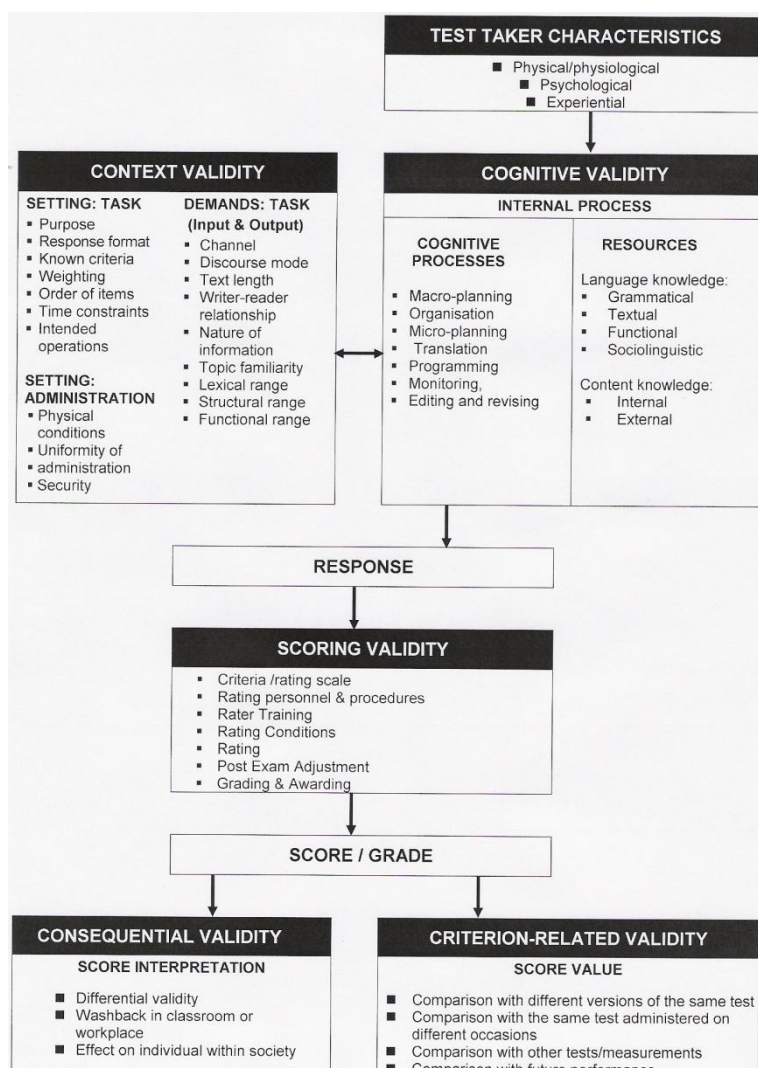 TEST TAKER CHARACTERISTICS
■ Physical/physiological
■ Psychological
■ Experiential
CONTEXT VALIDITY
SETTING: TASK
▪ Purpose
▪ Response format
▪ Known criteria
▪ Weighting
▪ Order of items
▪ Time constraints
▪ Intended
operations
SETTING:
ADMINISTRATION
▪ Physical
conditions
▪ Uniformity of
▪ administration
▪ Security
DEMANDS: TASK
(Input & Output)
▪ Channel
▪ Discourse mode
▪ Text length
▪ Writer-reader
relationship
▪ Nature of
information
▪ Topic familiarity
▪ Lexical range
▪ Structural range
▪ Functional range
COGNITIVE VALIDITY
INTERNAL PROCESS
COGNITIVE
PROCESSES
▪ Macro-planning
▪ Organisation
▪ Micro-planning
▪ Translation
▪ Programming
▪ Monitoring,
▪ Editing and revising
RESOURCES
Language knowledge:
▪ Grammatical
▪ Textual
▪ Functional
▪ Sociolinguistic
Content knowledge:
▪ Internal
▪ External
RESPONSE
SCORING VALIDITY
▪ Criteria /rating scale
▪ Rating personnel & procedures
▪ Rater Training
▪ Rating Conditions
▪ Rating
▪ Post Exam Adjustment
▪ Grading & Awarding
SCORE / GRADE
CONSEQUENTIAL VALIDITY
SCORE INTERPRETATION
■ Differential validity
■ Washback in classroom or
workplace
■ Effect on individual within society
CRITERION-RELATED VALIDITY
SCORE VALUE
■ Comparison with different versions of the same test
■ Comparison with the same test administered on
different occasions
■ Comparison with other tests/measurements
■ Comparison with future performance